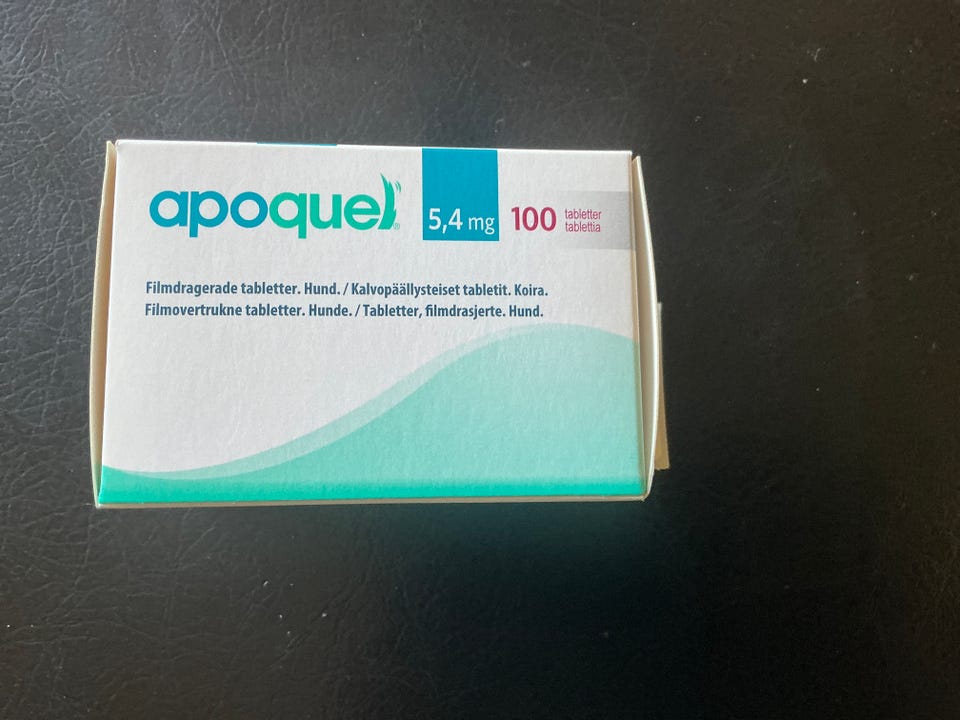 apoquel®
5,4 mg
100 tabletter
tablettia
Filmdragerade tabletter. Hund. / Kalvopäällysteiset tabletit. Koira.
Filmovertrukne tabletter. Hunde. / Tabletter, filmdrasjerte. Hund.